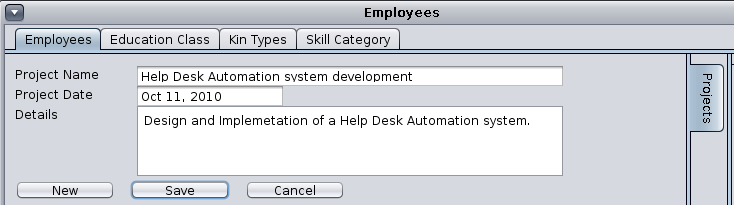 Employees
Employees Education Class Kin Types Skill Category
Project Name Help Desk Automation system development
Project Date Oct 11, 2010
Details Design and Implemetation of a Help Desk Automation system.
Projects
New Save Cancel